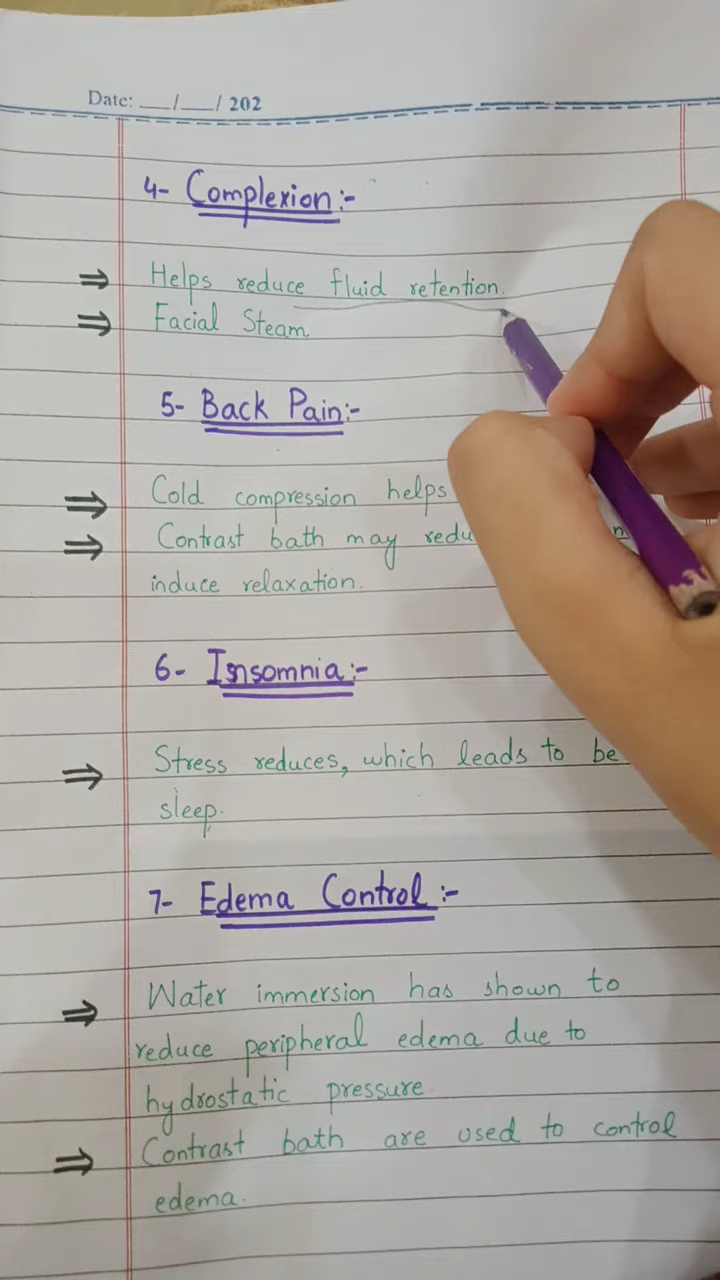 Date: __/__/ 202
4- Complexion:-
⇒ Helps reduce fluid retention.
⇒ Facial Steam
5- Back Pain:-
⇒ Cold compression helps
⇒ Contrast bath may
induce relaxation.
6- Insomnia:-
⇒ Stress reduces, which leads to
sleep.
7- Edema Control:-
⇒ Water immersion has shown to
reduce peripheral edema due to
hydrostatic pressure.
⇒ Contrast bath are used to control
edema.